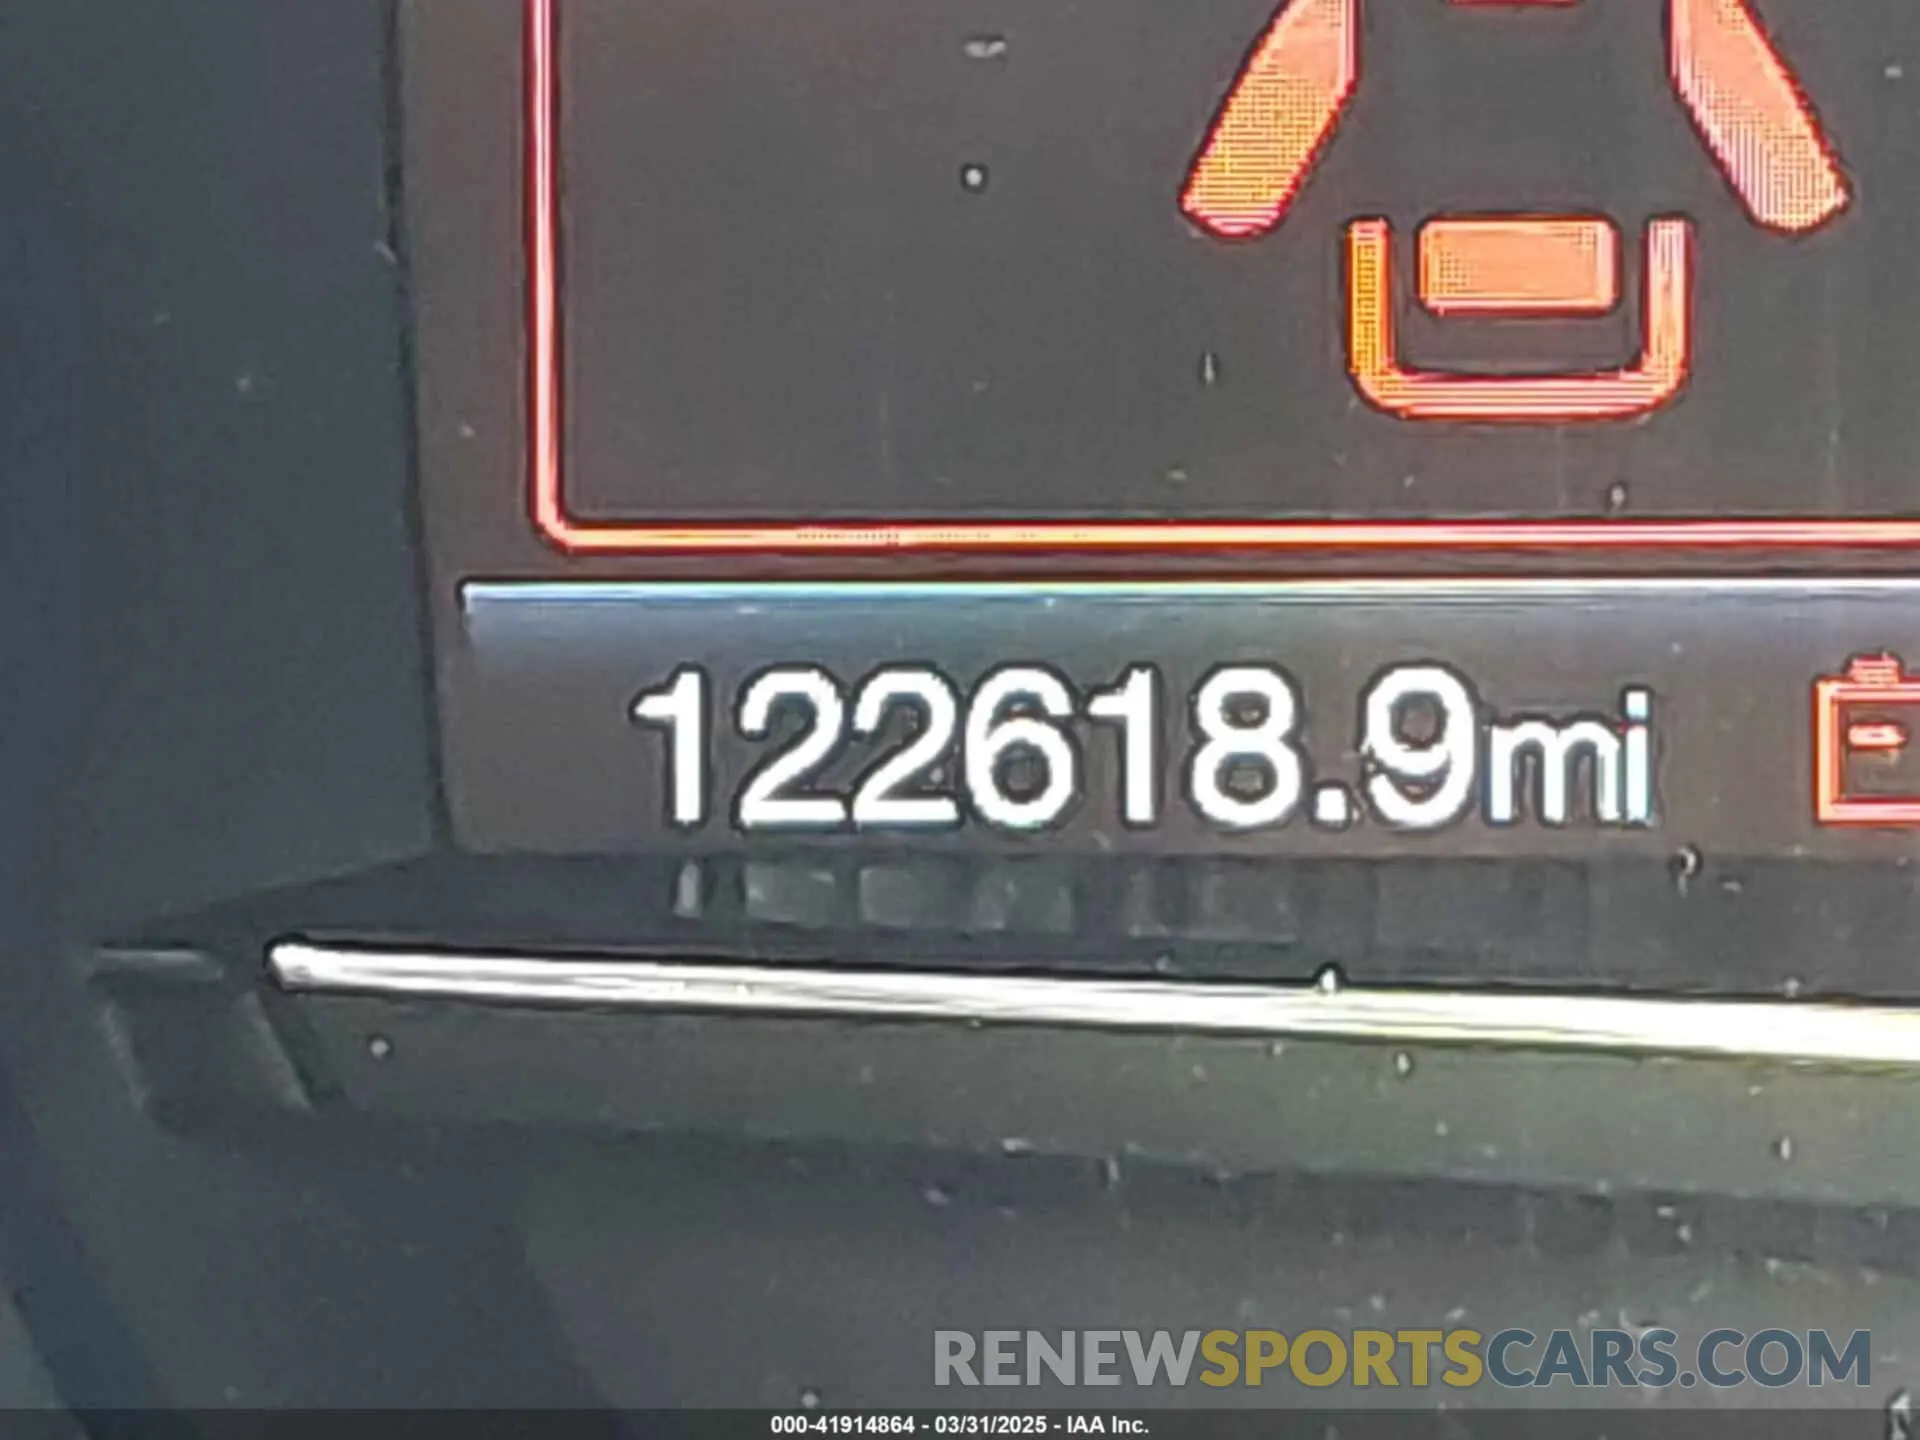 122618.9mi
RENEWSPORTSCARS.COM
000-41914864 - 03/31/2025 - IAA Inc.